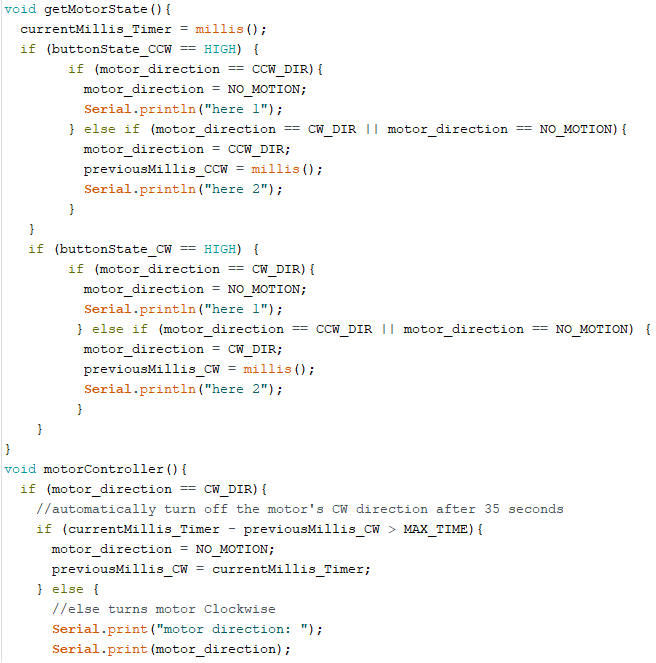 void getMotorState(){
currentMillis_Timer = millis();
if (buttonState_CCW == HIGH) {
if (motor_direction == CCW_DIR){
motor_direction = NO_MOTION;
Serial.println("here 1");
} else if (motor_direction == CW_DIR || motor_direction == NO_MOTION){
motor_direction = CCW_DIR;
previousMillis_CCW = millis();
Serial.println("here 2");
}
}
if (buttonState_CW == HIGH) {
if (motor_direction == CW_DIR){
motor_direction = NO_MOTION;
Serial.println("here 1");
} else if (motor_direction == CCW_DIR || motor_direction == NO_MOTION) {
motor_direction = CW_DIR;
previousMillis_CW = millis();
Serial.println("here 2");
}
}
}
void motorController(){
if (motor_direction == CW_DIR){
//automatically turn off the motor's CW direction after 35 seconds
if (currentMillis_Timer - previousMillis_CW > MAX_TIME){
motor_direction = NO_MOTION;
previousMillis_CW = currentMillis_Timer;
} else {
//else turns motor Clockwise
Serial.print("motor direction: ");
Serial.print(motor_direction);